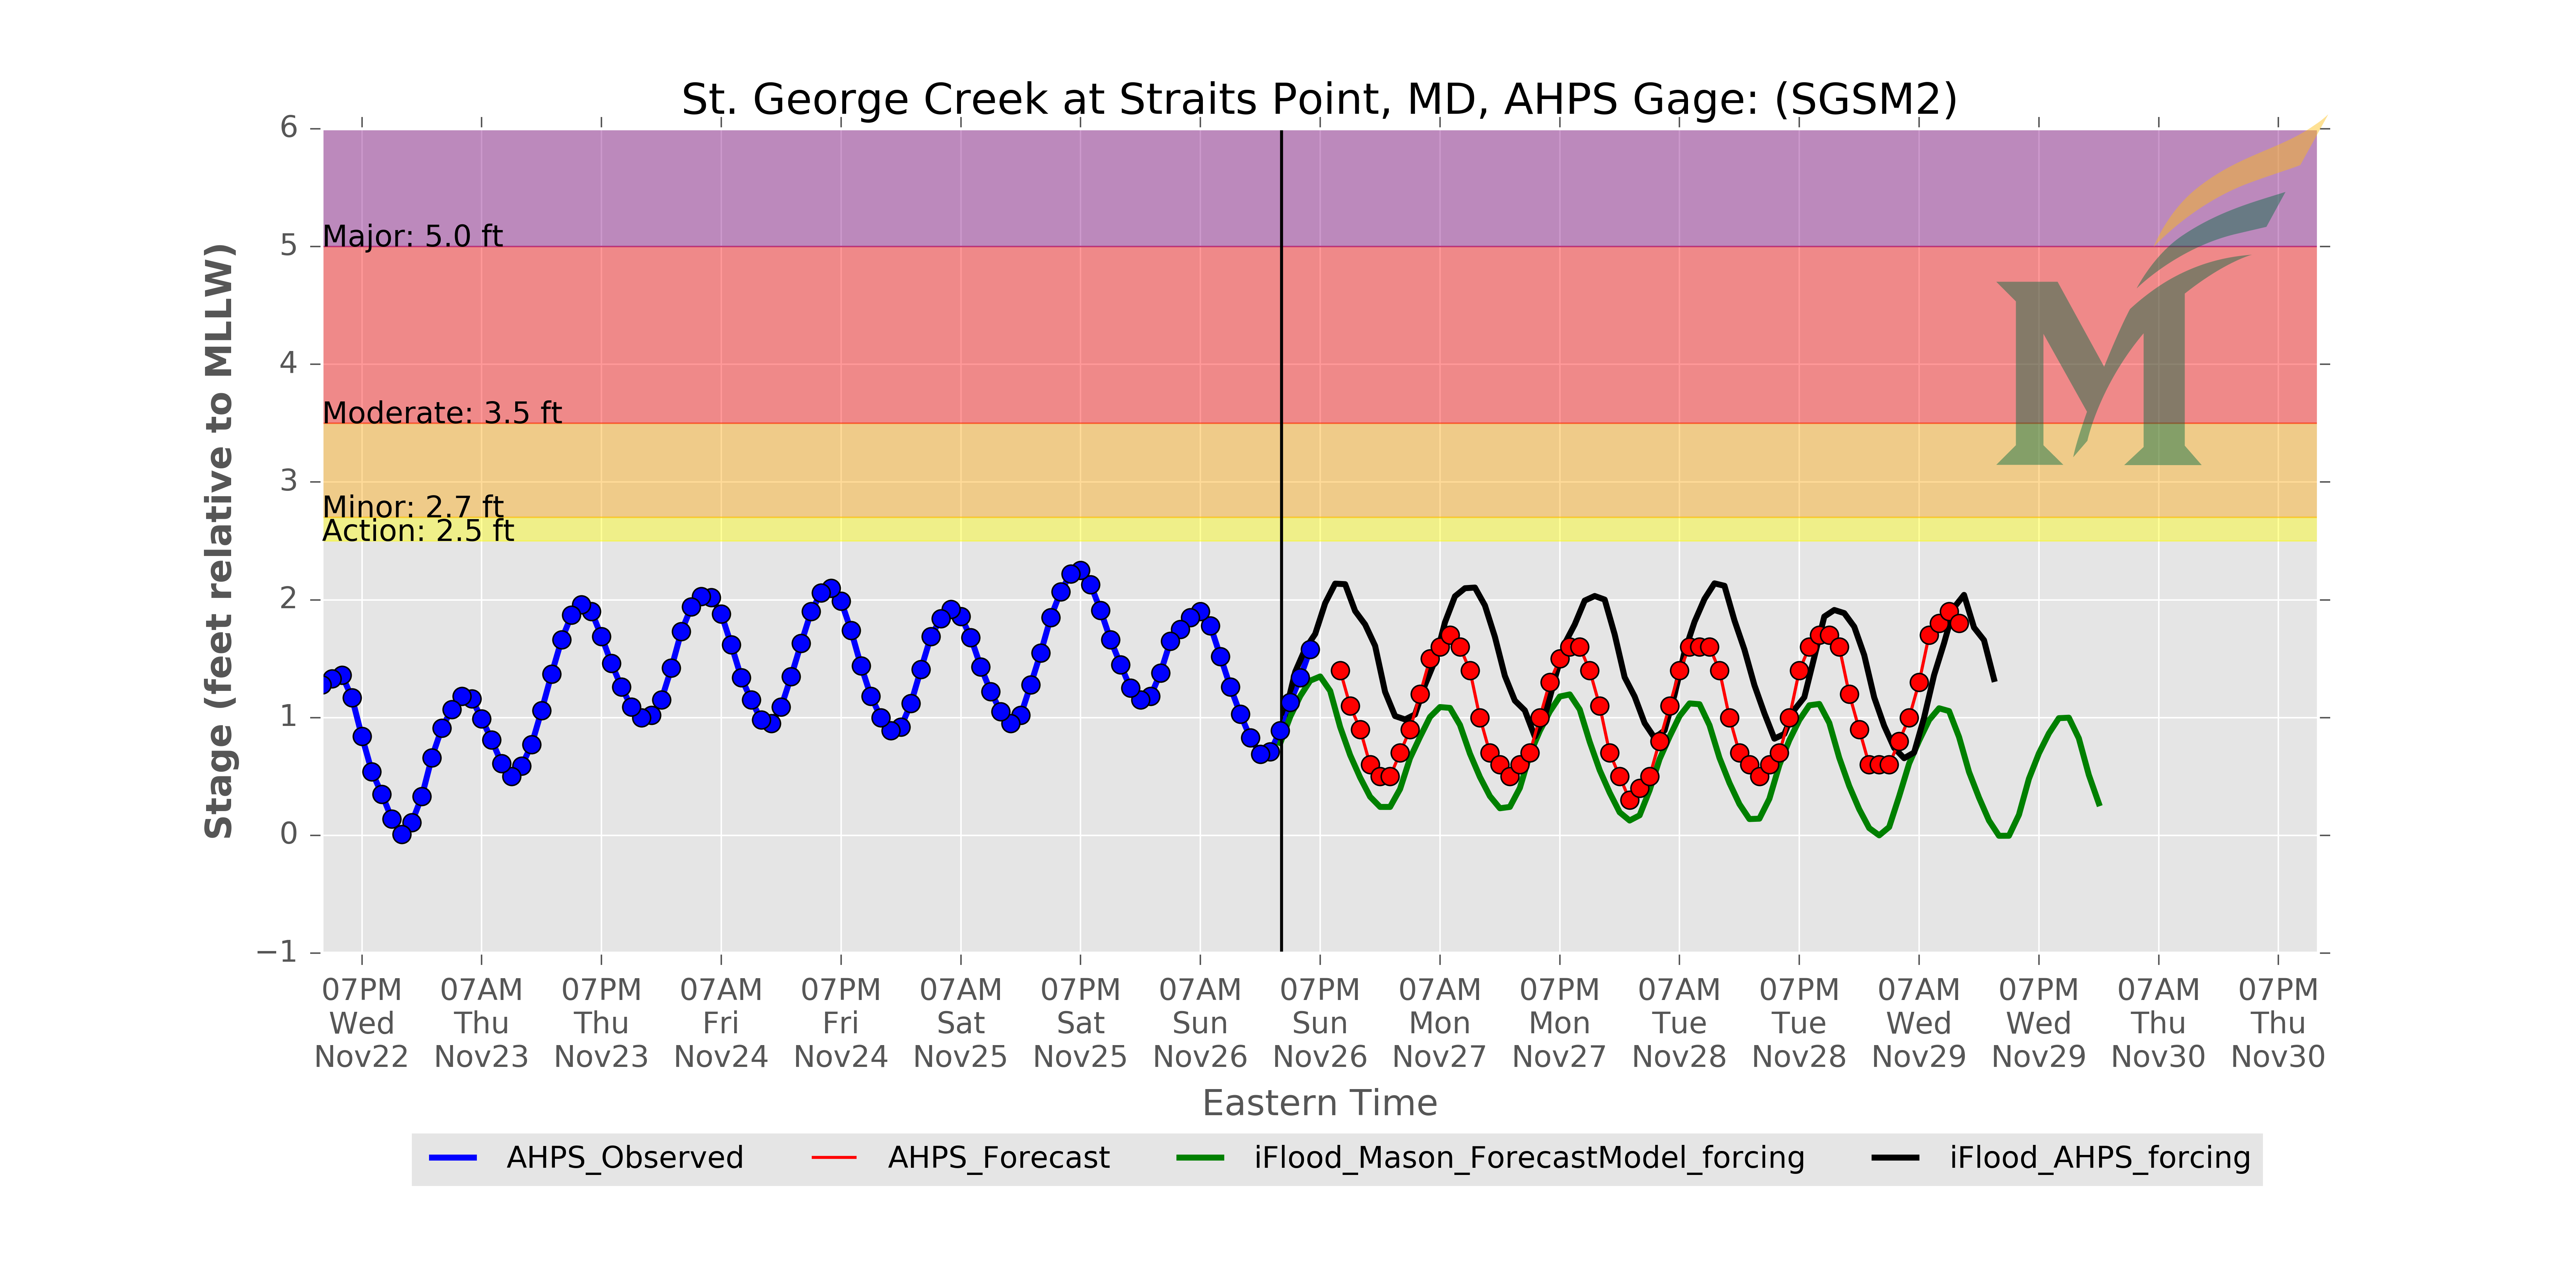 St. George Creek at Straits Point, MD, AHPS Gage: (SGSM2)
Stage (feet relative to MLLW)
6
5
4
3
2
1
0
−1
Major: 5.0 ft
Moderate: 3.5 ft
Minor: 2.7 ft
Action: 2.5 ft
M
07PM 07AM 07PM 07AM 07PM 07AM 07PM 07AM 07PM 07AM 07PM 07AM 07PM 07AM 07PM 07AM 07PM
Wed Thu Thu Fri Fri Sat Sat Sun Sun Mon Mon Tue Tue Wed Wed Thu Thu
Nov22 Nov23 Nov23 Nov24 Nov24 Nov25 Nov25 Nov26 Nov26 Nov27 Nov27 Nov28 Nov28 Nov29 Nov29 Nov30 Nov30
Eastern Time
AHPS_Observed AHPS_Forecast iFlood_Mason_ForecastModel_forcing iFlood_AHPS_forcing